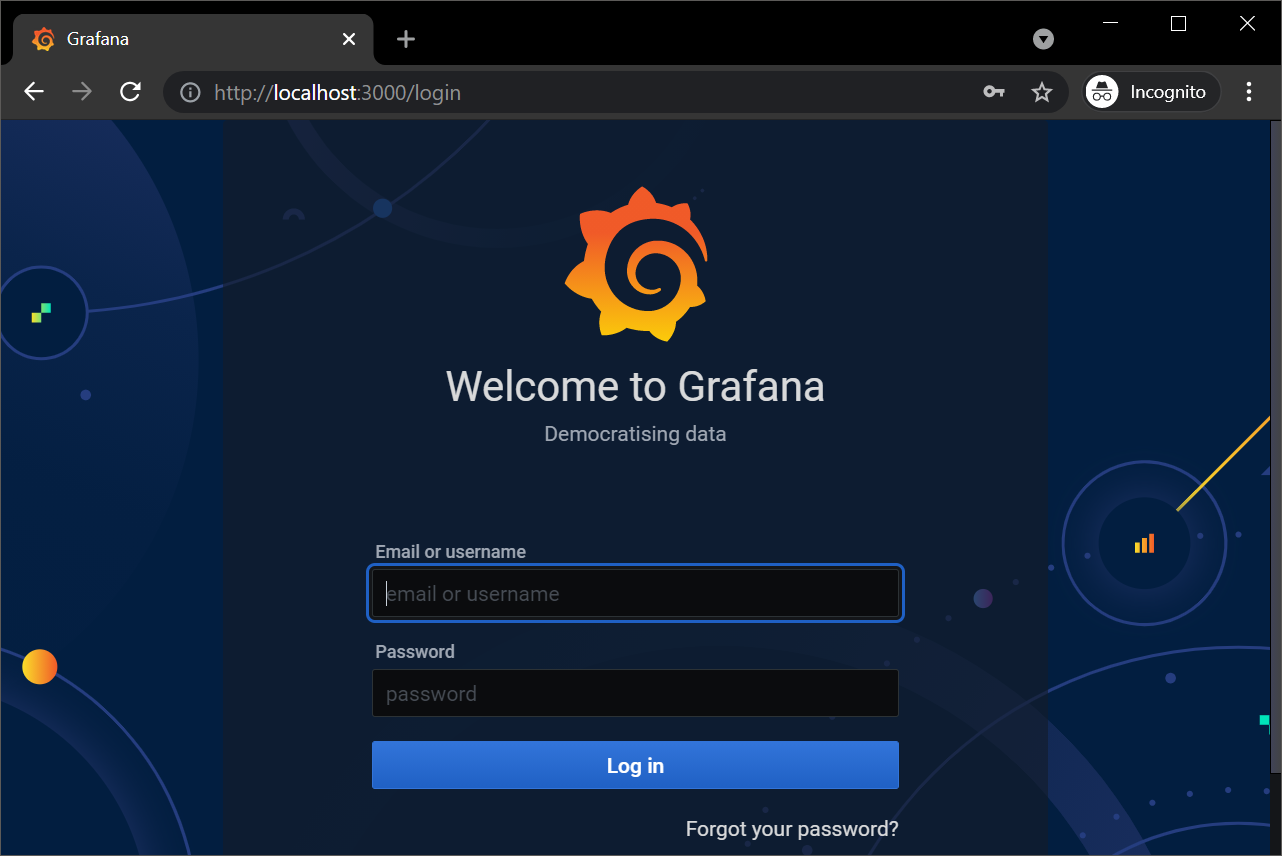 Grafana
http://localhost:3000/login
Incognito
Welcome to Grafana
Democratising data
Email or username
email or username
Password
password
Log in
Forgot your password?